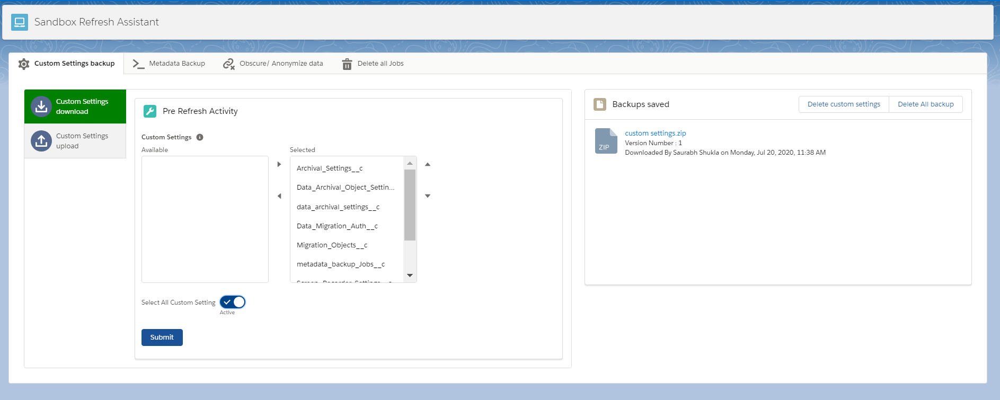 Sandbox Refresh Assistant
Custom Settings backup
Metadata Backup
Obscure/ Anonymize data
Delete all Jobs
Custom Settings
download
Custom Settings
upload
Pre Refresh Activity
Custom Settings
Available
Selected
Archival_Settings__c
Data_Archival_Object_Settin...
data_archival_settings__c
Data_Migration_Auth__c
Migration_Objects__c
metadata_backup_Jobs__c
Screen_Recorder_Settings__c
Select All Custom Setting
Active
Submit
Backups saved
Delete custom settings
Delete All backup
ZIP
custom settings.zip
Version Number : 1
Downloaded By Saurabh Shukla on Monday, Jul 20, 2020, 11:38 AM